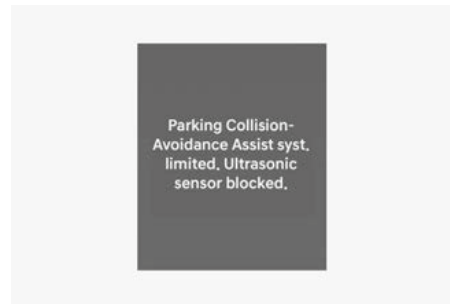 Parking Collision-
Avoidance Assist syst.
limited. Ultrasonic
sensor blocked.